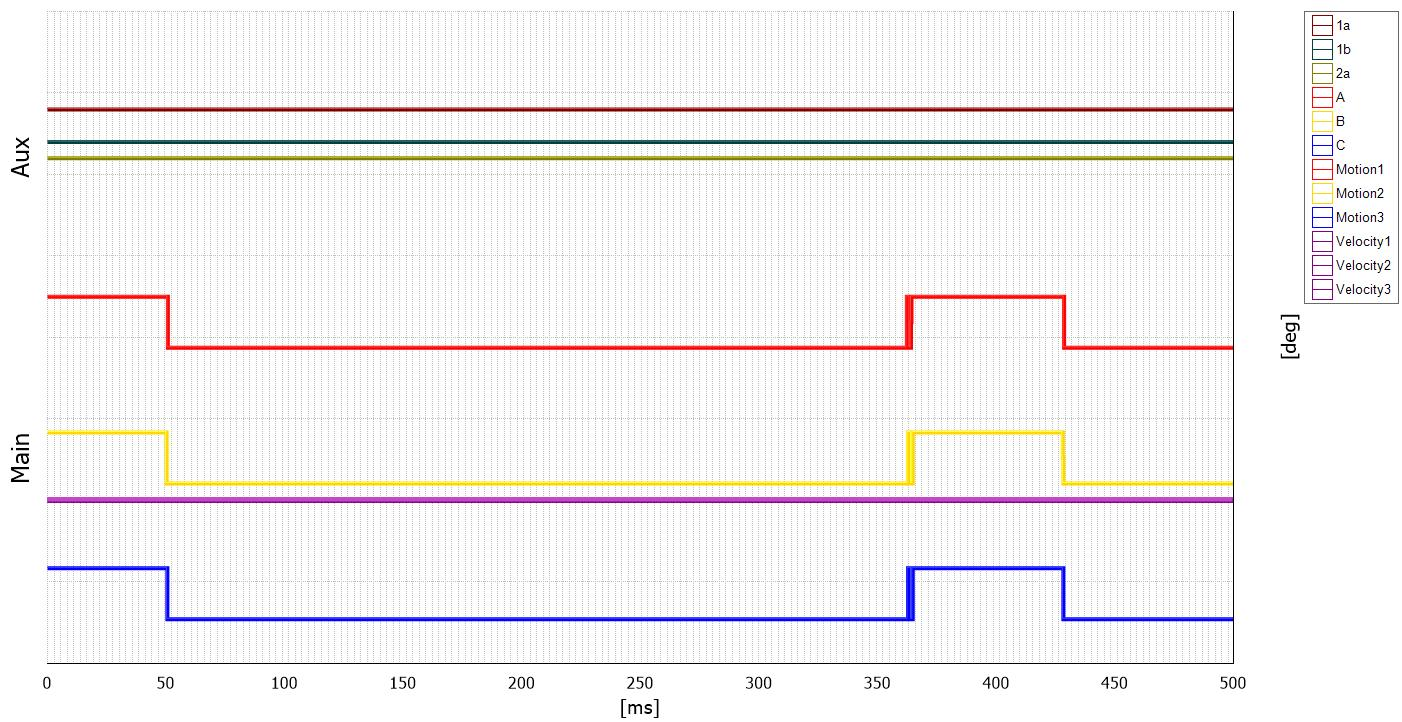 Aux
Main
0 50 100 150 200 250 300 350 400 450 500
[ms]
[deg]
1a
1b
2a
A
B
C
Motion1
Motion2
Motion3
Velocity1
Velocity2
Velocity3